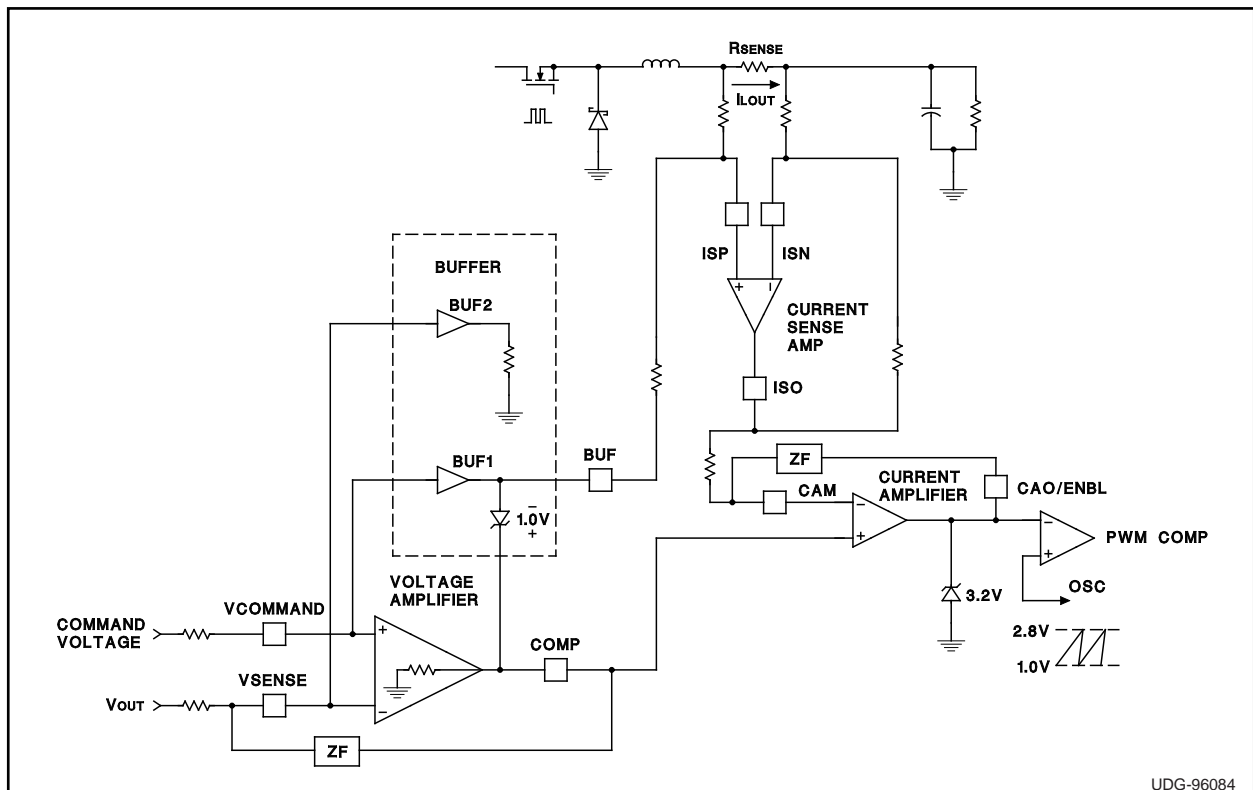 RSENSE
ILOUT
ISP
ISN
BUFFER
BUF2
CURRENT
SENSE
AMP
ISO
BUF1
BUF
ZF
CAM
CURRENT
AMPLIFIER
CAO/ENBL
1.0V
PWM COMP
VOLTAGE
AMPLIFIER
3.2V
OSC
COMMAND
VOLTAGE
VCOMMAND
COMP
2.8V
1.0V
VSENSE
VOUT
ZF
UDG-96084